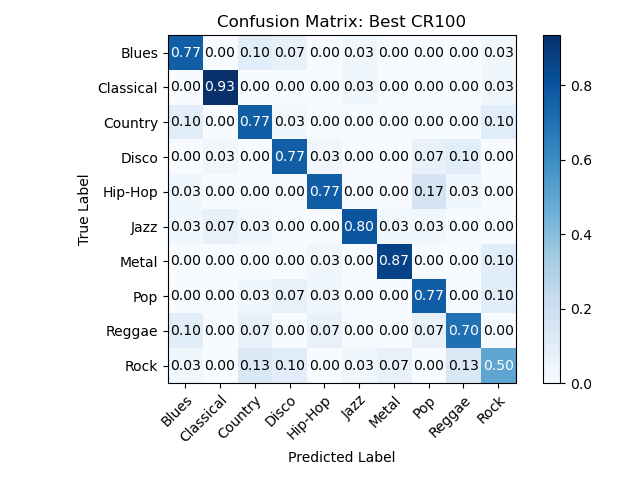 Confusion Matrix: Best CR100
Blues 0.77 0.00 0.10 0.07 0.00 0.03 0.00 0.00 0.00 0.03
Classical 0.00 0.93 0.00 0.00 0.00 0.03 0.00 0.00 0.00 0.03
Country 0.10 0.00 0.77 0.03 0.00 0.00 0.00 0.00 0.00 0.10
Disco 0.00 0.03 0.00 0.77 0.03 0.00 0.00 0.07 0.10 0.00
Hip-Hop 0.03 0.00 0.00 0.00 0.77 0.00 0.00 0.17 0.03 0.00
Jazz 0.03 0.07 0.03 0.00 0.00 0.80 0.03 0.03 0.00 0.00
Metal 0.00 0.00 0.00 0.00 0.03 0.00 0.87 0.00 0.00 0.10
Pop 0.00 0.00 0.03 0.07 0.03 0.00 0.00 0.77 0.00 0.10
Reggae 0.10 0.00 0.07 0.00 0.07 0.00 0.00 0.07 0.70 0.00
Rock 0.03 0.00 0.13 0.10 0.00 0.03 0.07 0.00 0.13 0.50
Blues Classical Country Disco Hip-Hop Jazz Metal Pop Reggae Rock
Predicted Label
True Label
0.8
0.6
0.4
0.2
0.0